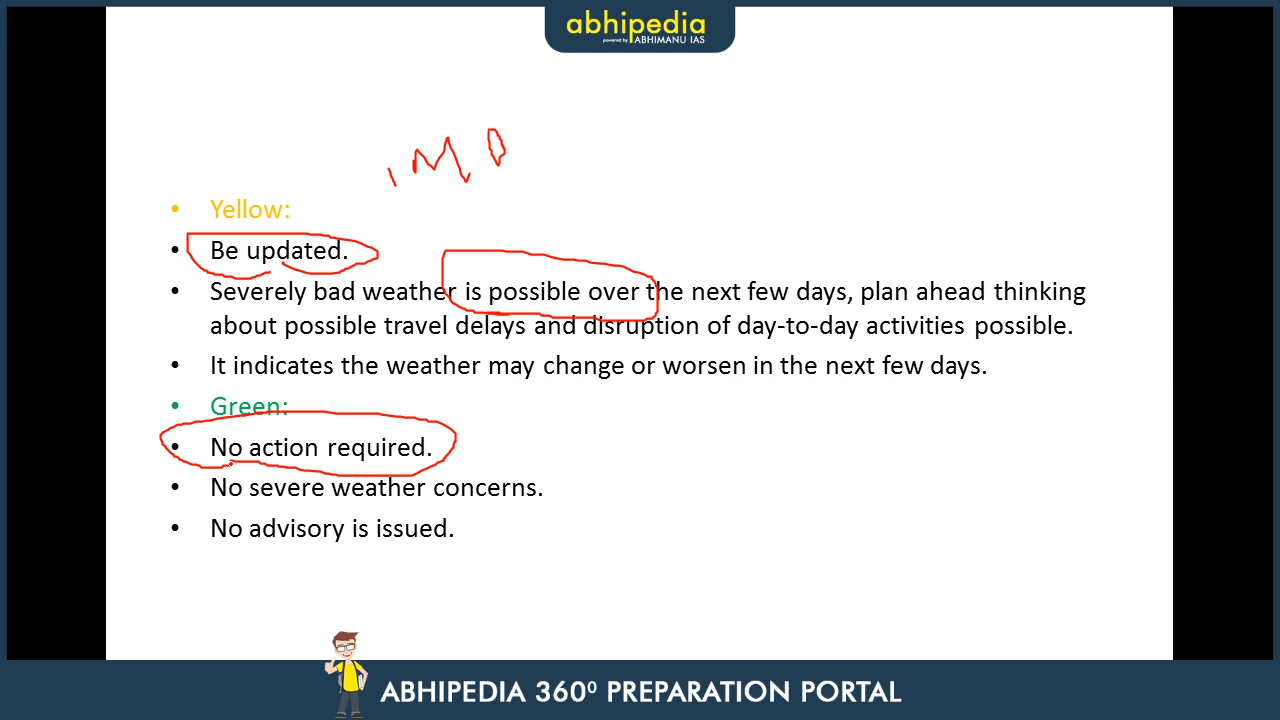 abhipedia
powered by ABHIMANU IAS
IMD
• Yellow:
• Be updated.
• Severely bad weather is possible over the next few days, plan ahead thinking
about possible travel delays and disruption of day-to-day activities possible.
• It indicates the weather may change or worsen in the next few days.
• Green:
• No action required.
• No severe weather concerns.
• No advisory is issued.
ABHIPEDIA 360⁰ PREPARATION PORTAL